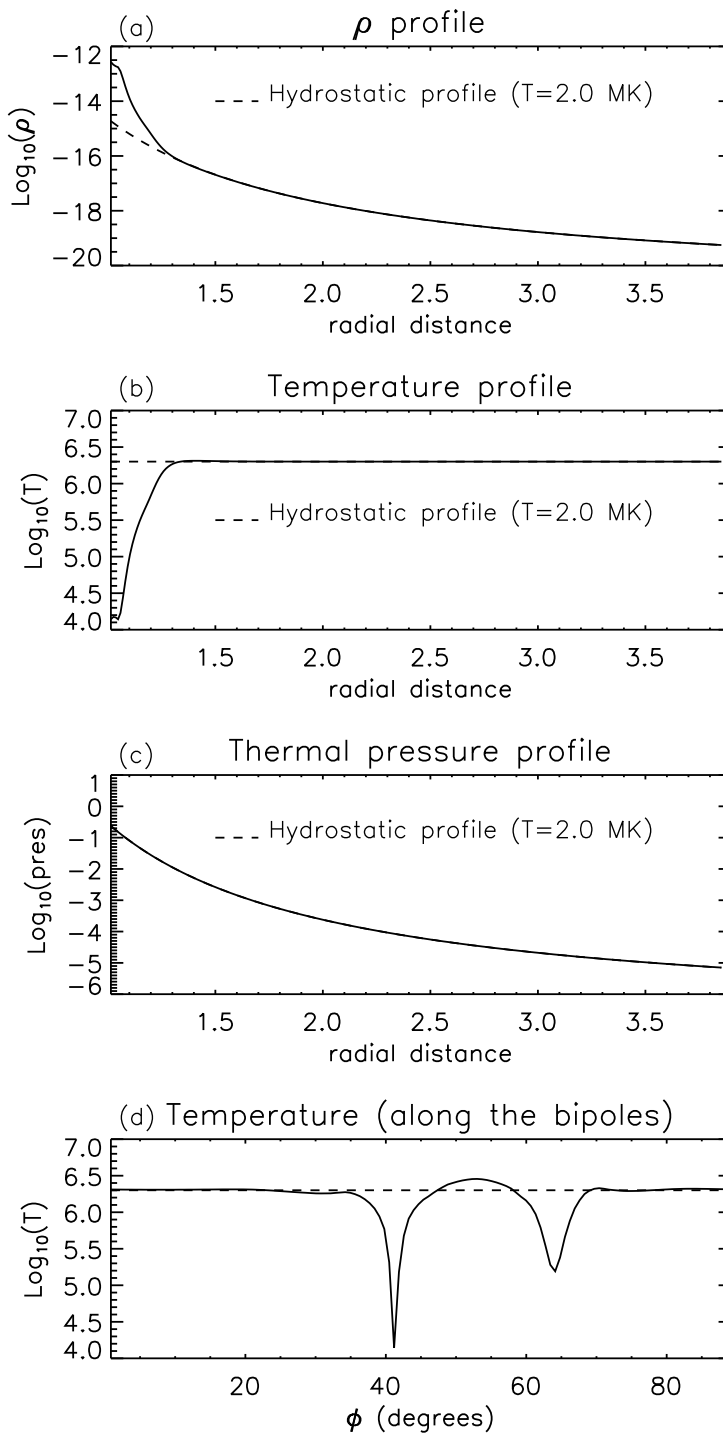 (a) ρ profile
−12
−14
−16
−18
−20
Log10(ρ)
Hydrostatic profile (T=2.0 MK)
1.5 2.0 2.5 3.0 3.5
radial distance
(b) Temperature profile
7.0
6.5
6.0
5.5
5.0
4.5
4.0
Log10(T)
Hydrostatic profile (T=2.0 MK)
1.5 2.0 2.5 3.0 3.5
radial distance
(c) Thermal pressure profile
1
0
−1
−2
−3
−4
−5
−6
Log10(pres)
Hydrostatic profile (T=2.0 MK)
1.5 2.0 2.5 3.0 3.5
radial distance
(d) Temperature (along the bipoles)
7.0
6.5
6.0
5.5
5.0
4.5
4.0
Log10(T)
20 40 60 80
ϕ (degrees)